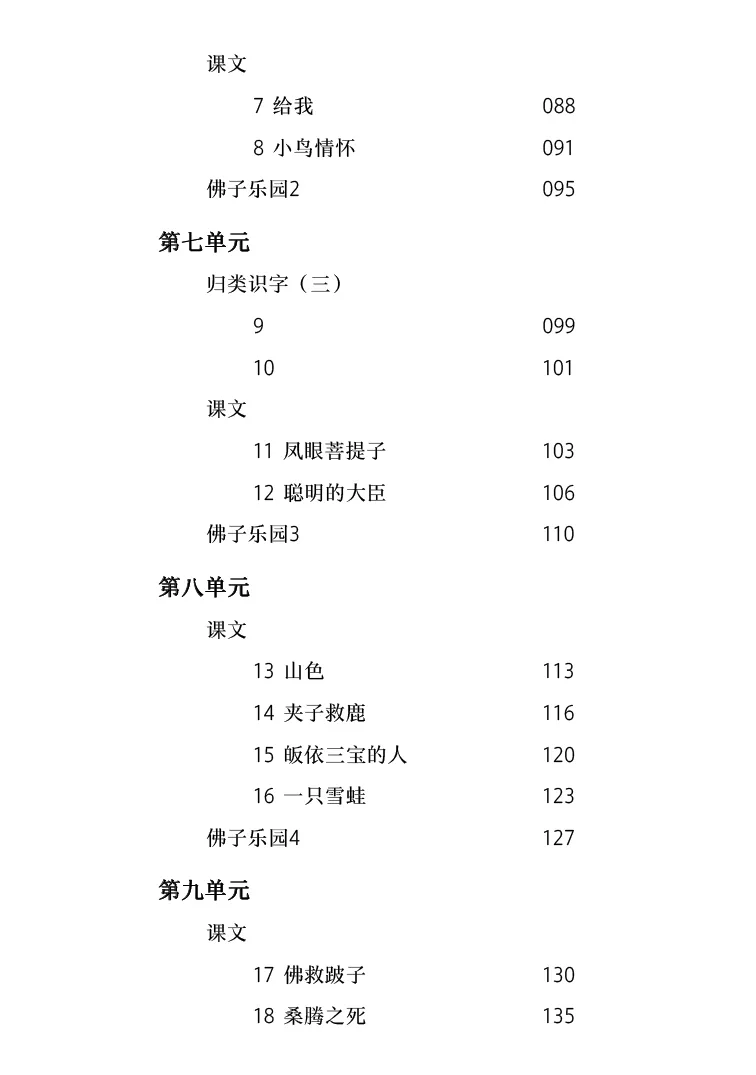 课文
7 给我 088
8 小鸟情怀 091
佛子乐园2 095
第七单元
归类识字（三）
9 099
10 101
课文
11 凤眼菩提子 103
12 聪明的大臣 106
佛子乐园3 110
第八单元
课文
13 山色 113
14 夹子救鹿 116
15 皈依三宝的人 120
16 一只雪蛙 123
佛子乐园4 127
第九单元
课文
17 佛救跛子 130
18 桑腾之死 135